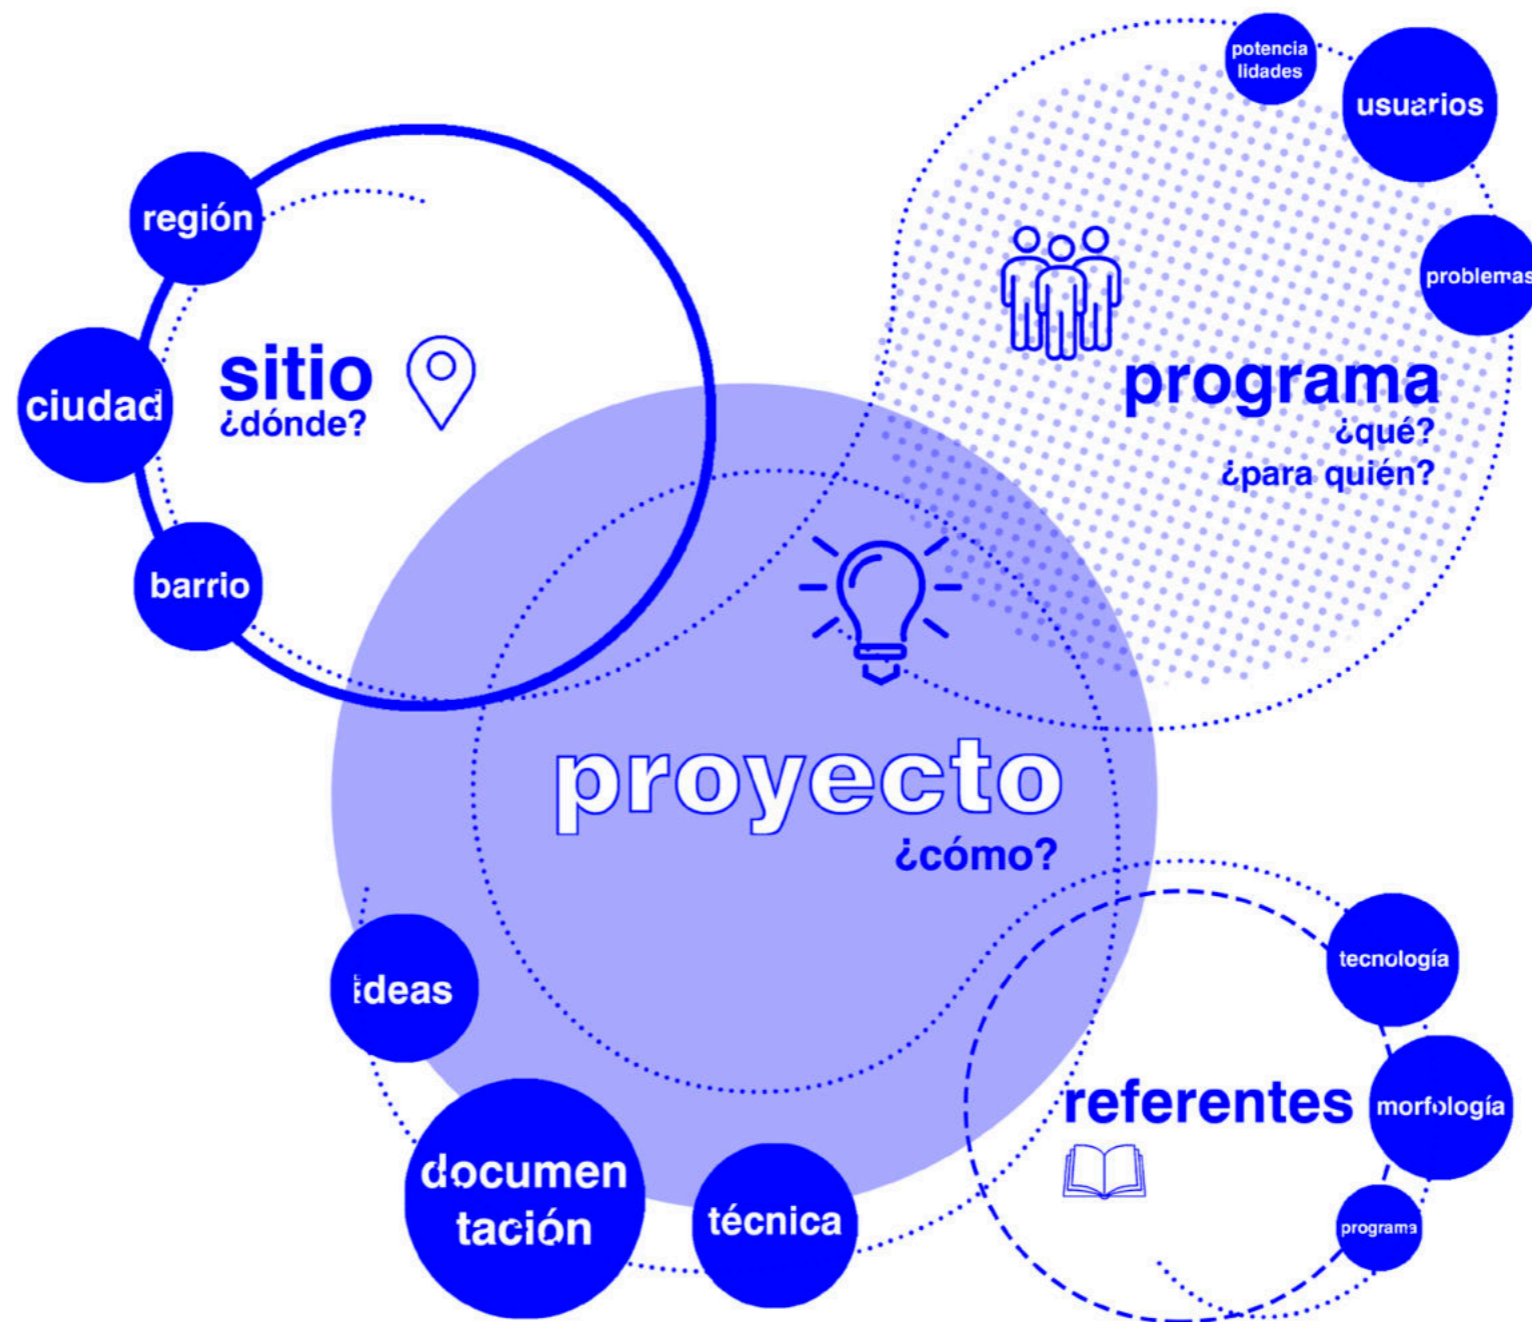 potencia
lidades
usuarios
problemas
programa
¿qué?
¿para quién?
región
ciudad
barrio
sitio
¿dónde?
proyecto
¿cómo?
ideas
documen
tación
técnica
referentes
tecnología
morfología
programa